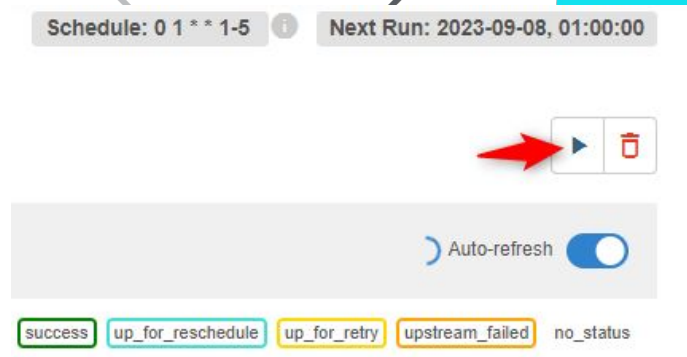 Schedule: 0 1 * * 1-5 i Next Run: 2023-09-08, 01:00:00
Auto-refresh
success up_for_reschedule up_for_retry upstream_failed no_status